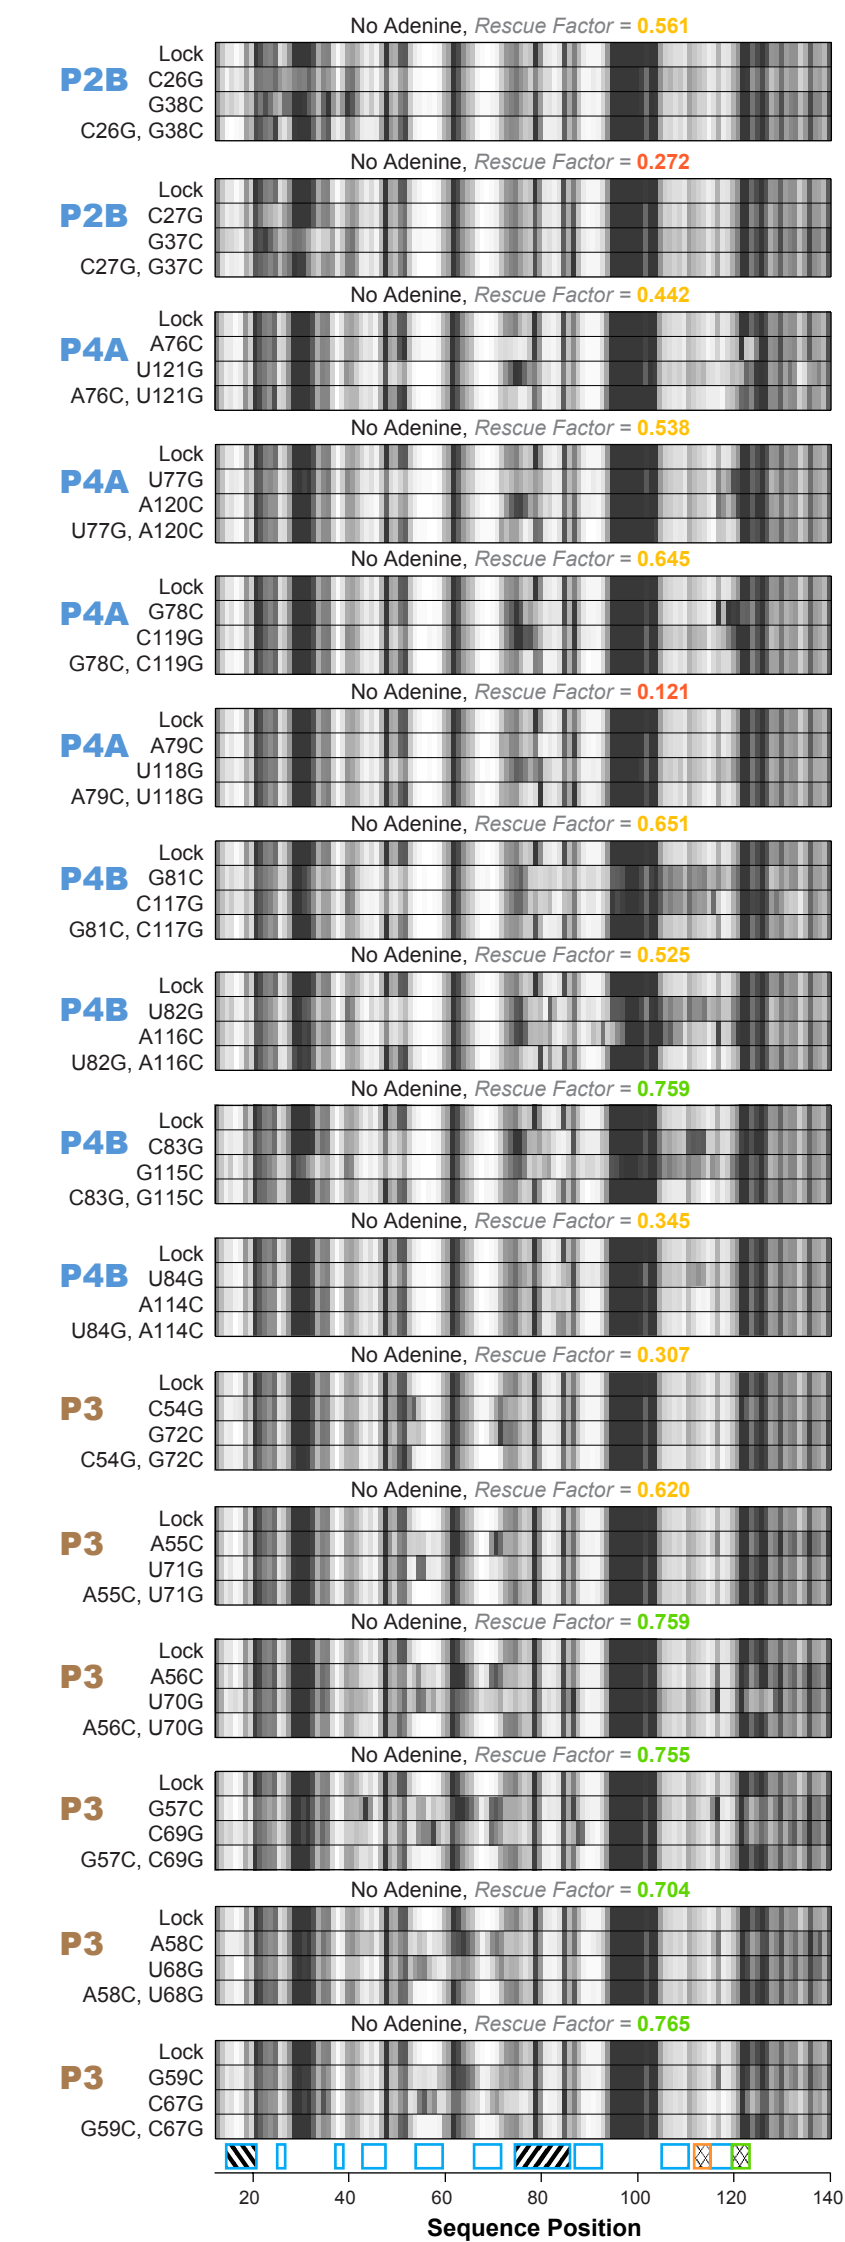 No Adenine, Rescue Factor = 0.561
P2B
Lock
C26G
G38C
C26G, G38C
No Adenine, Rescue Factor = 0.272
P2B
Lock
C27G
G37C
C27G, G37C
No Adenine, Rescue Factor = 0.442
P4A
Lock
A76C
U121G
A76C, U121G
No Adenine, Rescue Factor = 0.538
P4A
Lock
U77G
A120C
U77G, A120C
No Adenine, Rescue Factor = 0.645
P4A
Lock
G78C
C119G
G78C, C119G
No Adenine, Rescue Factor = 0.121
P4A
Lock
A79C
U118G
A79C, U118G
No Adenine, Rescue Factor = 0.651
P4B
Lock
G81C
C117G
G81C, C117G
No Adenine, Rescue Factor = 0.525
P4B
Lock
U82G
A116C
U82G, A116C
No Adenine, Rescue Factor = 0.759
P4B
Lock
C83G
G115C
C83G, G115C
No Adenine, Rescue Factor = 0.345
P4B
Lock
U84G
A114C
U84G, A114C
No Adenine, Rescue Factor = 0.307
P3
Lock
C54G
G72C
C54G, G72C
No Adenine, Rescue Factor = 0.620
P3
Lock
A55C
U71G
A55C, U71G
No Adenine, Rescue Factor = 0.759
P3
Lock
A56C
U70G
A56C, U70G
No Adenine, Rescue Factor = 0.755
P3
Lock
G57C
C69G
G57C, C69G
No Adenine, Rescue Factor = 0.704
P3
Lock
A58C
U68G
A58C, U68G
No Adenine, Rescue Factor = 0.765
P3
Lock
G59C
C67G
G59C, C67G
20 40 60 80 100 120 140
Sequence Position